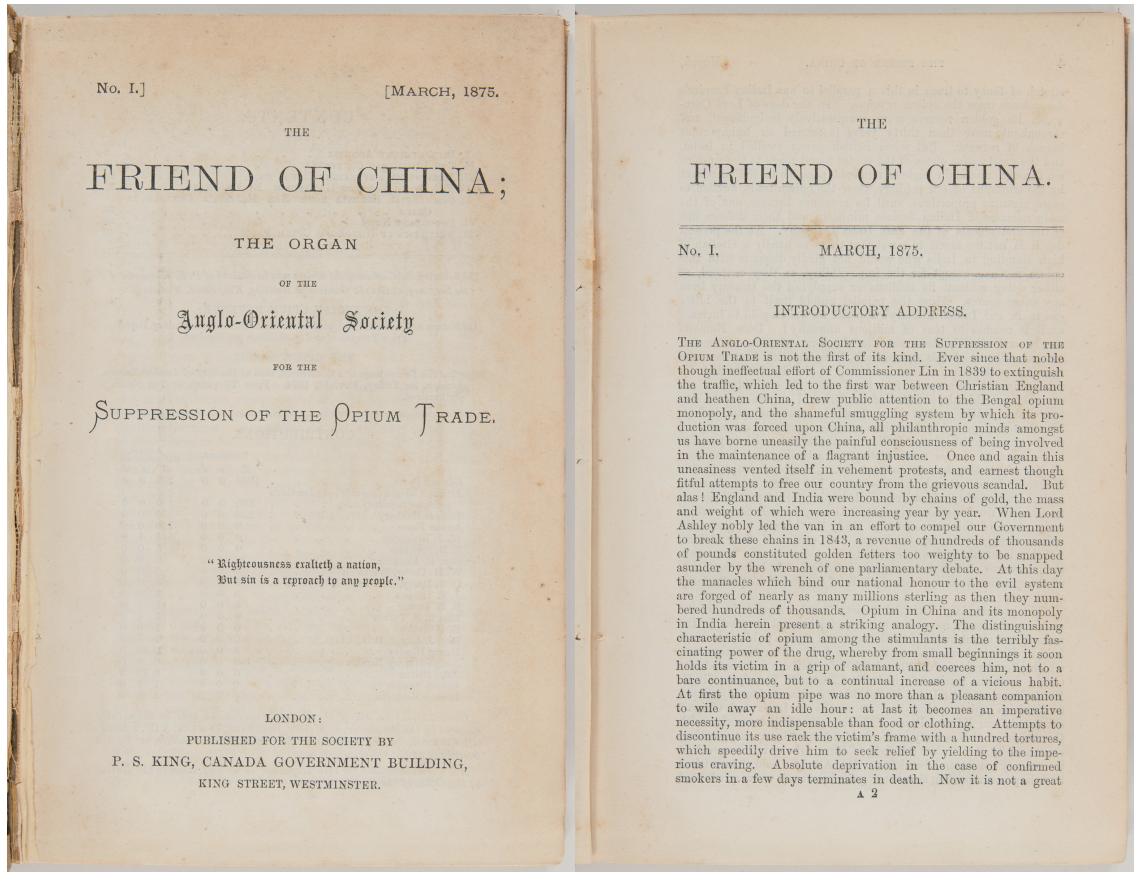 No. I.] [MARCH, 1875.
THE
FRIEND OF CHINA;
THE ORGAN
OF THE
Anglo-Oriental Society
FOR THE
SUPPRESSION OF THE OPIUM TRADE.
"Righteousness exalteth a nation,
But sin is a reproach to any people."
LONDON:
PUBLISHED FOR THE SOCIETY BY
P. S. KING, CANADA GOVERNMENT BUILDING,
KING STREET, WESTMINSTER.
THE
FRIEND OF CHINA.
No. I. MARCH, 1875.
INTRODUCTORY ADDRESS.
THE ANGLO-ORIENTAL SOCIETY FOR THE SUPPRESSION OF THE
OPIUM TRADE is not the first of its kind. Ever since that noble
though ineffectual effort of Commissioner Lin in 1839 to extinguish
the traffic, which led to the first war between Christian England
and heathen China, drew public attention to the Bengal opium
monopoly, and the shameful smuggling system by which its pro-
duction was forced upon China, all philanthropic minds amongst
us have borne uneasily the painful consciousness of being involved
in the maintenance of a flagrant injustice. Once and again this
uneasiness vented itself in vehement protests, and earnest though
fitful attempts to free our country from the grievous scandal. But
alas! England and India were bound by chains of gold, the mass
and weight of which were increasing year by year. When Lord
Ashley nobly led the van in an effort to compel our Government
to break these chains in 1843, a revenue of hundreds of thousands
of pounds constituted golden fetters too weighty to be snapped
asunder by the wrench of one parliamentary debate. At this day
the manacles which bind our national honour to the evil system
are forged of nearly as many millions sterling as then they num-
bered hundreds of thousands. Opium in China and its monopoly
in India herein present a striking analogy. The distinguishing
characteristic of opium among the stimulants is the terribly fas-
cinating power of the drug, whereby from small beginnings it soon
holds its victim in a grip of adamant, and coerces him, not to a
bare continuance, but to a continual increase of a vicious habit.
At first the opium pipe was no more than a pleasant companion
to wile away an idle hour: at last it becomes an imperative
necessity, more indispensable than food or clothing. Attempts to
discontinue its use rack the victim's frame with a hundred tortures,
which speedily drive him to seek relief by yielding to the impe-
rious craving. Absolute deprivation in the case of confirmed
smokers in a few days terminates in death. Now it is not a great
A 2